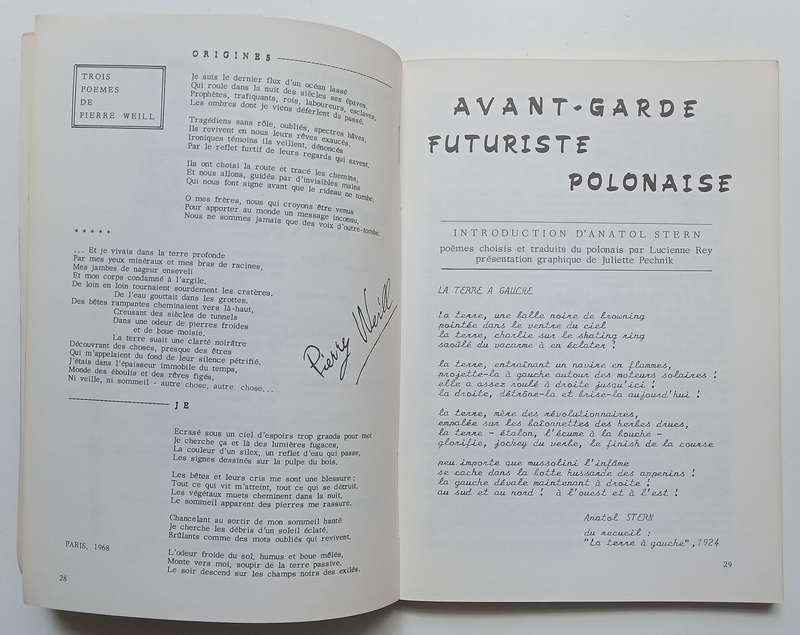 TROIS
POEMES
DE
PIERRE WEILL
ORIGINES
Je suis le dernier flux d'un océan lassé
Qui roule dans la nuit des siècles ses épaves,
Prophètes, trafiquants, rois, laboureurs, esclaves,
Les ombres dont je viens déferlent du passé.
Tragédiens sans rôle, oubliés, spectres hâves,
Ils revivent en nous leurs rêves exaucés,
Ironiques témoins ils veillent, dénoncés
Par le reflet furtif de leurs regards qui savent.
Ils ont choisi la route et tracé les chemins,
Et nous allons, guidés par d'invisibles mains
Qui nous font signe avant que le rideau ne tombe.
O mes frères, nous qui croyons être venus
Pour apporter au monde un message inconnu,
Nous ne sommes jamais que des voix d'outre-tombe.
*****
... Et je vivais dans la terre profonde
Par mes yeux minéraux et mes bras de racines,
Mes jambes de nageur enseveli
Et mon corps condamné à l'argile.
De loin en loin tournaient sourdement les cratères.
De l'eau gouttait dans les grottes.
Des bêtes rampantes cheminaient vers là-haut,
Creusant des siècles de tunnels
Dans une odeur de pierres froides
et de boue moisie.
La terre suait une clarté noirâtre
Découvrant des choses, presque des êtres
Qui m'appelaient du fond de leur silence pétrifié,
J'étais dans l'épaisseur immobile du temps,
Monde des éboulis et des rêves figés,
Ni veille, ni sommeil - autre chose, autre chose...
Pierre Weill
JE
Ecrasé sous un ciel d'espoirs trop grands pour moi
Je cherche ça et là des lumières fugaces,
La couleur d'un silex, un reflet d'eau qui passe,
Les signes dessinés sur la pulpe du bois.
Les bêtes et leurs cris me sont une blessure ;
Tout ce qui vit m'atteint, tout ce qui se détruit.
Les végétaux muets cheminent dans la nuit,
Le sommeil apparent des pierres me rassure.
Chancelant au sortir de mon sommeil hanté
Je cherche les débris d'un soleil éclaté,
Brûlants comme des mots oubliés qui revivent.
L'odeur froide du sol, humus et boue mêlés,
Monte vers moi, soupir de la terre passive,
Le soir descend sur les champs noirs des exilés.
PARIS, 1968
28
AVANT-GARDE
FUTURISTE
POLONAISE
INTRODUCTION D'ANATOL STERN
poèmes choisis et traduits du polonais par Lucienne Rey
présentation graphique de Juliette Pechnik
LA TERRE A GAUCHE
la terre, une balle noire de browning
pointée dans le ventre du ciel
la terre, charlie sur le skating ring
saoûlé du vacarme à en éclater !
la terre, entraînant un navire en flammes,
projette-la à gauche autour des moteurs solaires !
elle a assez roulé à droite jusqu'ici !
la droite, détrône-la et brise-la aujourd'hui !
la terre, mère des révolutionnaires,
empalée sur les baïonnettes des herbes drues,
la terre - étalon, l'écume à la bouche -
glorifie, jockey du verbe, le finish de la course
peu importe que mussolini l'infâme
se cache dans la botte hussarde des appenins !
la gauche dévale maintenant à droite !
au sud et au nord ! à l'ouest et à l'est !
Anatol STERN
du recueil :
"La terre à gauche", 1924
29